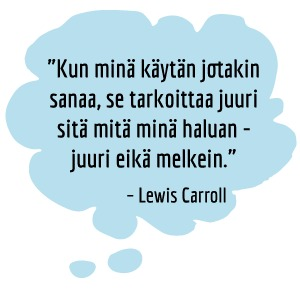 ”Kun minä käytän jotakin
sanaa, se tarkoittaa juuri
sitä mitä minä haluan -
juuri eikä melkein.”
- Lewis Carroll